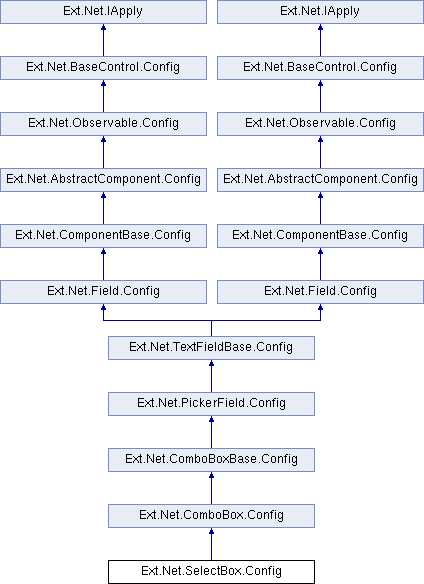 Ext.Net.IApply
Ext.Net.IApply
Ext.Net.BaseControl.Config
Ext.Net.BaseControl.Config
Ext.Net.Observable.Config
Ext.Net.Observable.Config
Ext.Net.AbstractComponent.Config
Ext.Net.AbstractComponent.Config
Ext.Net.ComponentBase.Config
Ext.Net.ComponentBase.Config
Ext.Net.Field.Config
Ext.Net.Field.Config
Ext.Net.TextFieldBase.Config
Ext.Net.PickerField.Config
Ext.Net.ComboBoxBase.Config
Ext.Net.ComboBox.Config
Ext.Net.SelectBox.Config